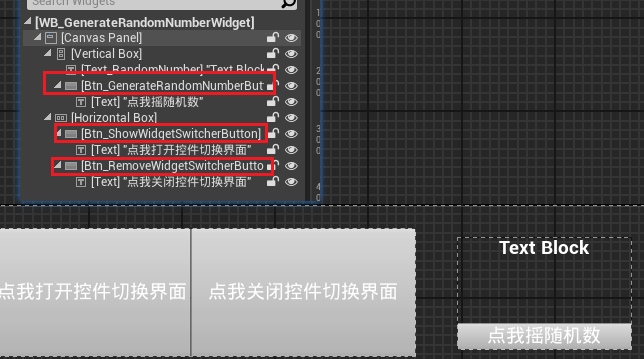 Search Widgets
[WB_GenerateRandomNumberWidget]
[Canvas Panel]
[Vertical Box]
[Text_RandomNumber] "Text Block
[Btn_GenerateRandomNumberButt
[Text] "点我摇随机数"
[Horizontal Box]
[Btn_ShowWidgetSwitcherButton]
[Text] "点我打开控件切换界面"
[Btn_RemoveWidgetSwitcherButto
[Text] "点我关闭控件切换界面"
点我打开控件切换界面
点我关闭控件切换界面
Text Block
点我摇随机数